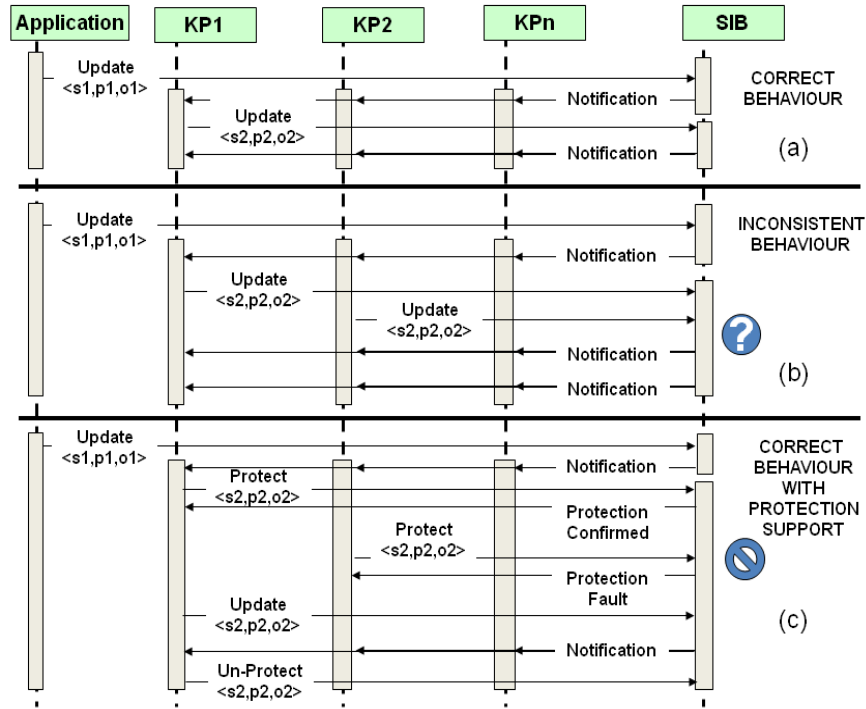 Application KP1 KP2 KPn SIB
Update
<s1,p1,o1>
CORRECT
BEHAVIOUR
Notification
Update
<s2,p2,o2>
Notification
(a)
Update
<s1,p1,o1>
INCONSISTENT
BEHAVIOUR
Notification
Update
<s2,p2,o2>
Update
<s2,p2,o2>
?
Notification
Notification
(b)
Update
<s1,p1,o1>
CORRECT
BEHAVIOUR
WITH
PROTECTION
SUPPORT
Notification
Protect
<s2,p2,o2>
Protection
Confirmed
Protect
<s2,p2,o2>
Protection
Fault
Update
<s2,p2,o2>
(c)
Notification
Un-Protect
<s2,p2,o2>